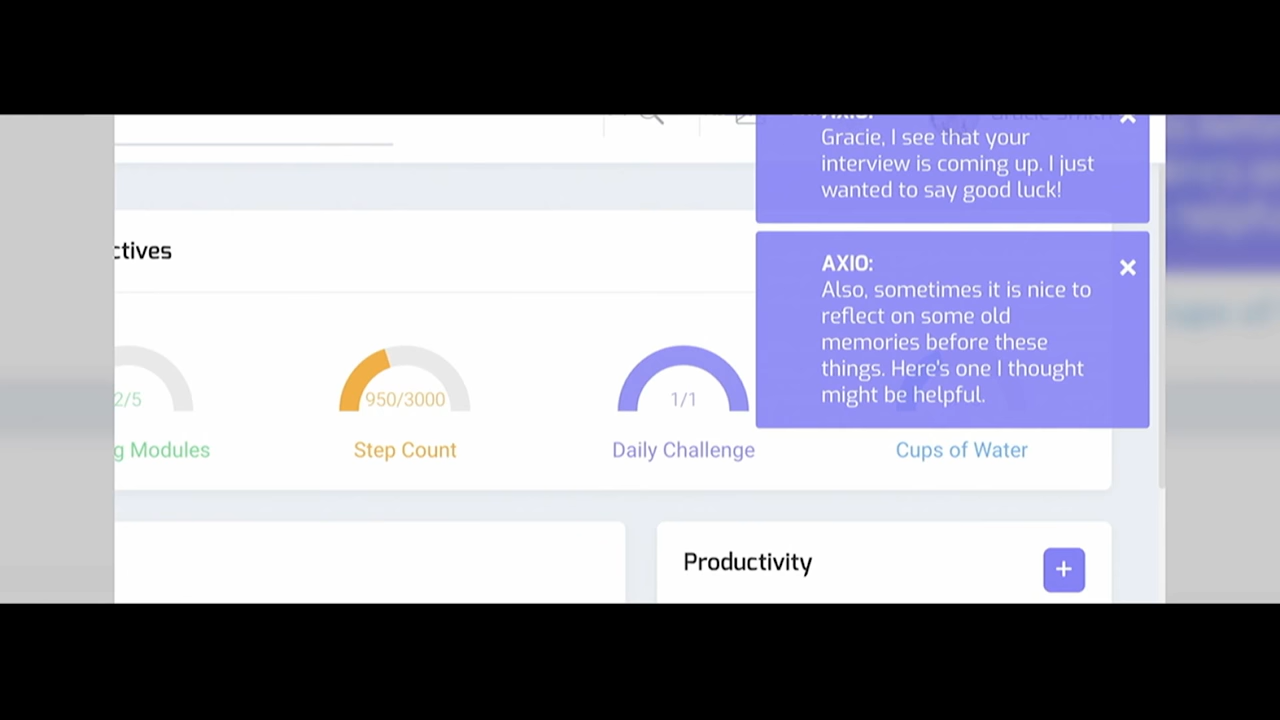 AXIO:
Gracie, I see that your
interview is coming up. I just
wanted to say good luck!
ctives
AXIO:
Also, sometimes it is nice to
reflect on some old
memories before these
things. Here's one I thought
might be helpful.
2/5
950/3000
1/1
g Modules
Step Count
Daily Challenge
Cups of Water
Productivity